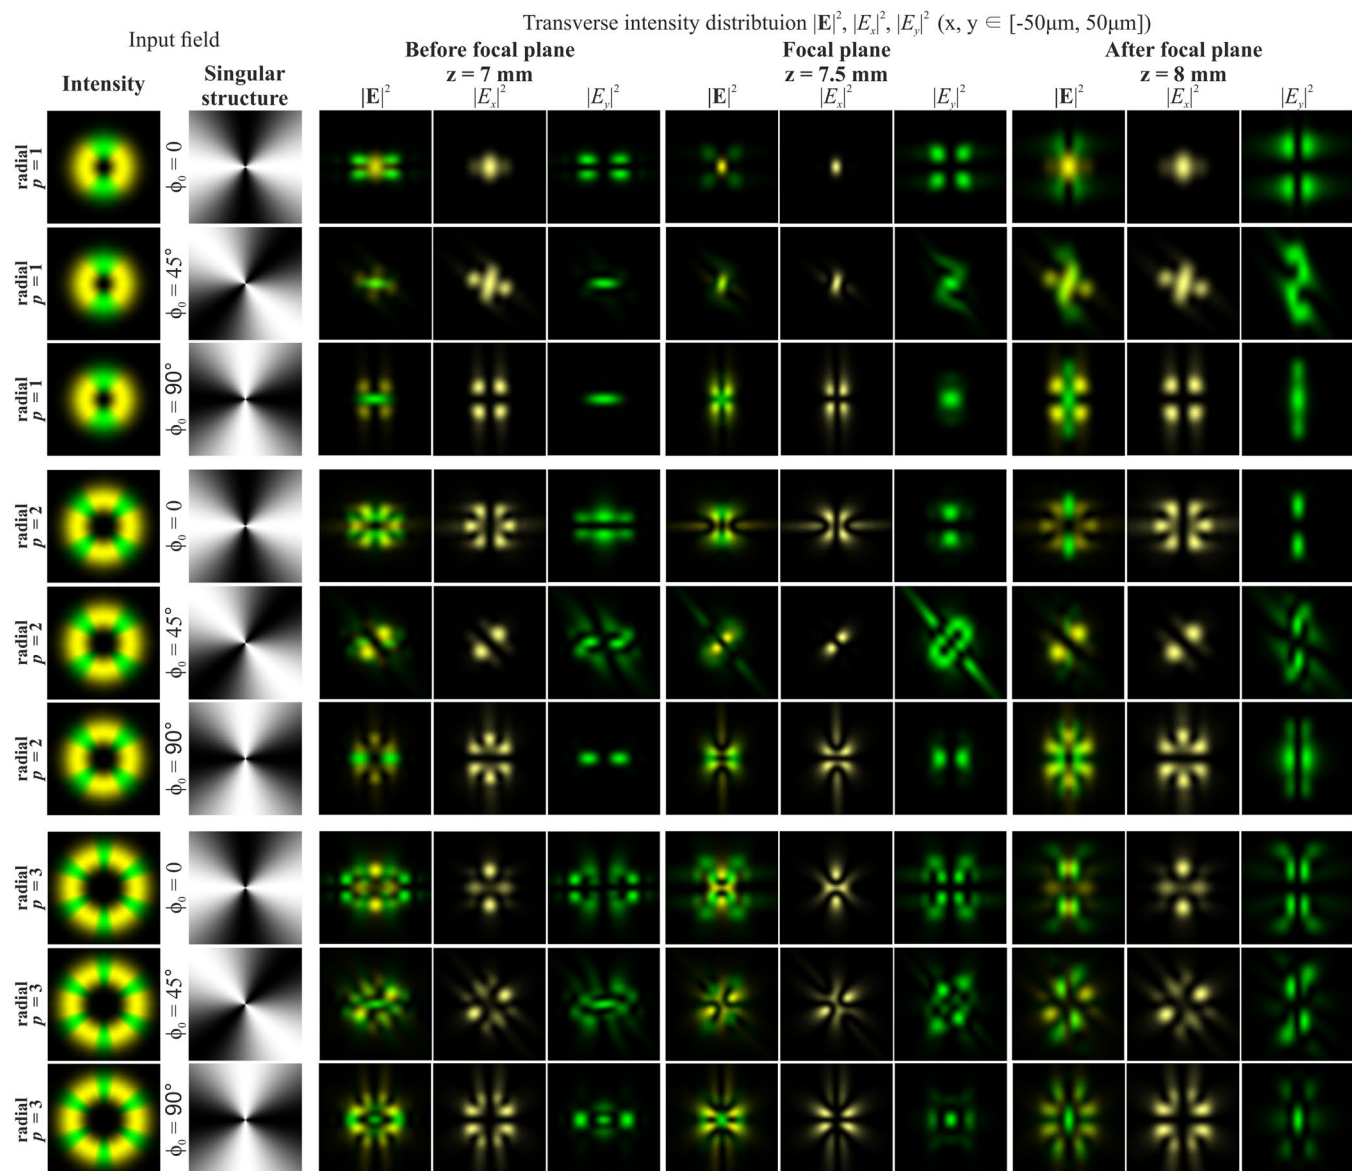 Transverse intensity distribtuion |E|², |Eₓ|², |Eᵧ|² (x, y ∈ [-50μm, 50μm])
Input field
Before focal plane Focal plane After focal plane
Intensity Singular structure z = 7 mm z = 7.5 mm z = 8 mm
|E|² |Eₓ|² |Eᵧ|² |E|² |Eₓ|² |Eᵧ|² |E|² |Eₓ|² |Eᵧ|²
radial p = 1 ϕ₀ = 0
radial p = 1 ϕ₀ = 45°
radial p = 1 ϕ₀ = 90°
radial p = 2 ϕ₀ = 0
radial p = 2 ϕ₀ = 45°
radial p = 2 ϕ₀ = 90°
radial p = 3 ϕ₀ = 0
radial p = 3 ϕ₀ = 45°
radial p = 3 ϕ₀ = 90°